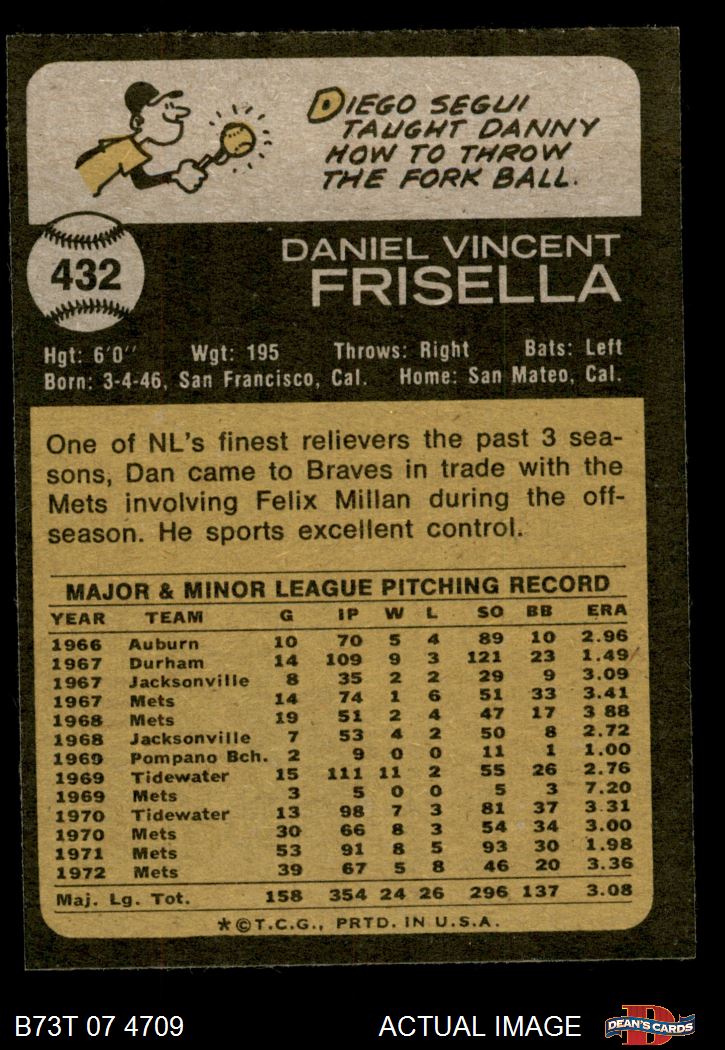 DIEGO SEGUI
TAUGHT DANNY
HOW TO THROW
THE FORK BALL.
432
DANIEL VINCENT
FRISELLA
Hgt: 6'0" Wgt: 195 Throws: Right Bats: Left
Born: 3-4-46, San Francisco, Cal. Home: San Mateo, Cal.
One of NL's finest relievers the past 3 sea-
sons, Dan came to Braves in trade with the
Mets involving Felix Millan during the off-
season. He sports excellent control.
MAJOR & MINOR LEAGUE PITCHING RECORD
YEAR TEAM G IP W L SO BB ERA
1966 Auburn 10 70 5 4 89 10 2.96
1967 Durham 14 109 9 3 121 23 1.49
1967 Jacksonville 8 35 2 2 29 9 3.09
1967 Mets 14 74 1 6 51 33 3.41
1968 Mets 19 51 2 4 47 17 3 88
1968 Jacksonville 7 53 4 2 50 8 2.72
1969 Pompano Bch. 2 9 0 0 11 1 1.00
1969 Tidewater 15 111 11 2 55 26 2.76
1969 Mets 3 5 0 0 5 3 7.20
1970 Tidewater 13 98 7 3 81 37 3.31
1970 Mets 30 66 8 3 54 34 3.00
1971 Mets 53 91 8 5 93 30 1.98
1972 Mets 39 67 5 8 46 20 3.36
Maj. Lg. Tot. 158 354 24 26 296 137 3.08
*©T.C.G., PRTD. IN U.S.A.
B73T 07 4709 ACTUAL IMAGE
D
DEAN'S CARDS